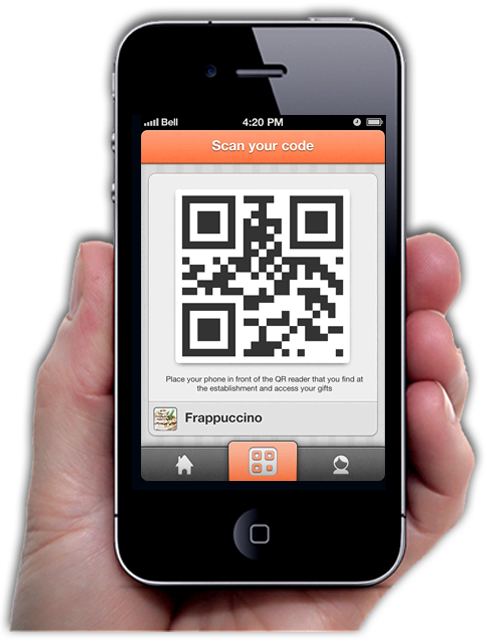 Bell 4:20 PM
Scan your code
Place your phone in front of the QR reader that you find at
the establishment and access your gifts
Frappuccino